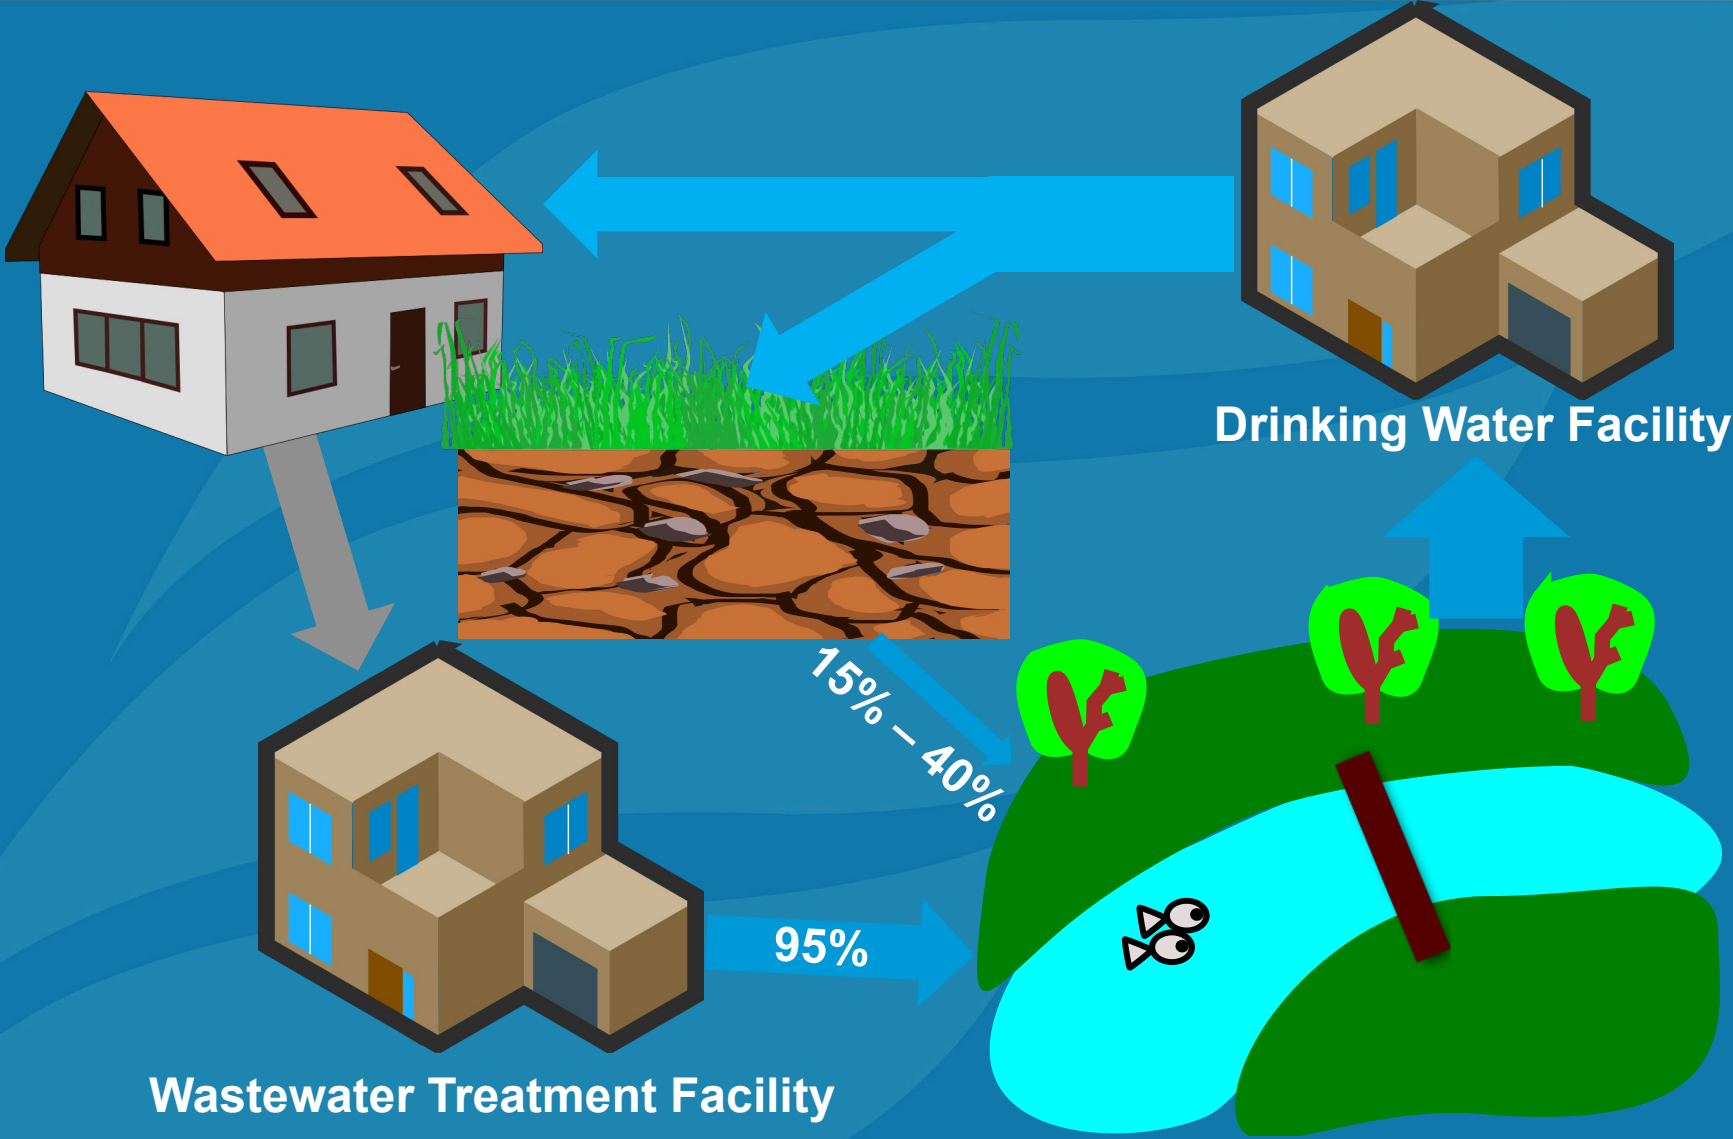 Drinking Water Facility
15% – 40%
95%
Wastewater Treatment Facility